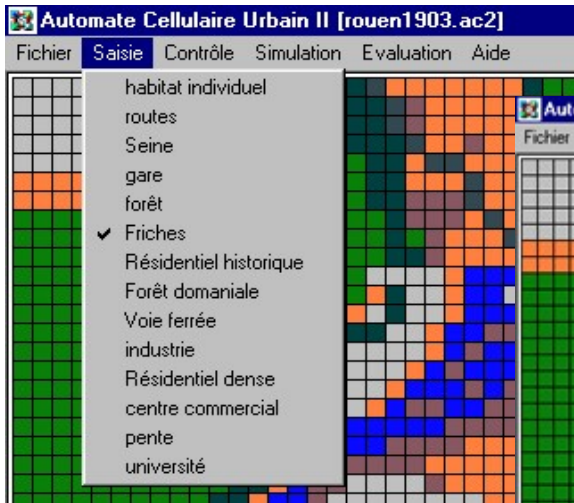 Automate Cellulaire Urbain II [rouen1903.ac2]
Fichier Saisie Contrôle Simulation Evaluation Aide
habitat individuel
routes
Aut
Seine
Fichier
gare
forêt
Friches
Résidentiel historique
Forêt domaniale
Voie ferrée
industrie
Résidentiel dense
centre commercial
pente
université